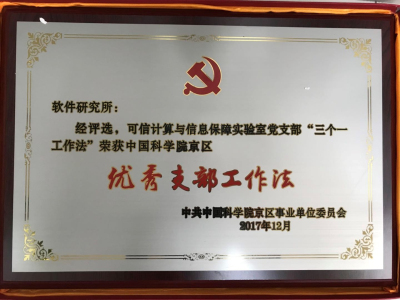 软件研究所：
经评选，可信计算与信息保障实验室党支部“三个一
工作法”荣获中国科学院京区
优秀支部工作法
中共中国科学院京区事业单位委员会
2017年12月